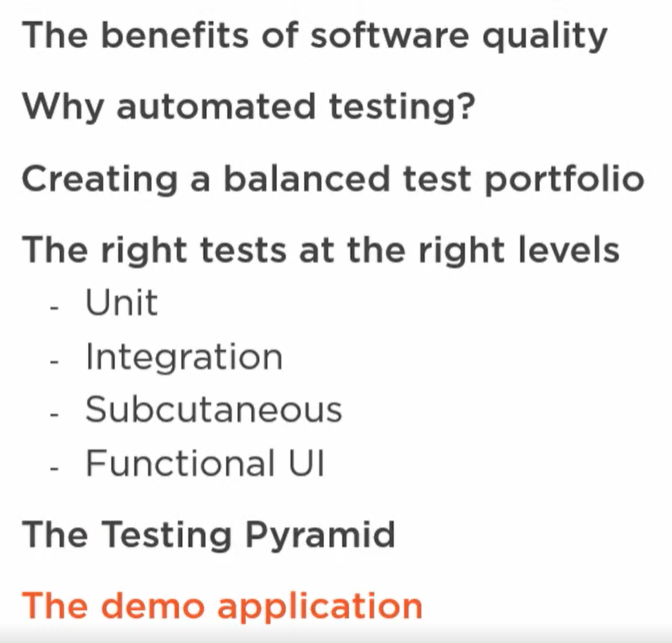 The benefits of software quality
Why automated testing?
Creating a balanced test portfolio
The right tests at the right levels
- Unit
- Integration
- Subcutaneous
- Functional UI
The Testing Pyramid
The demo application